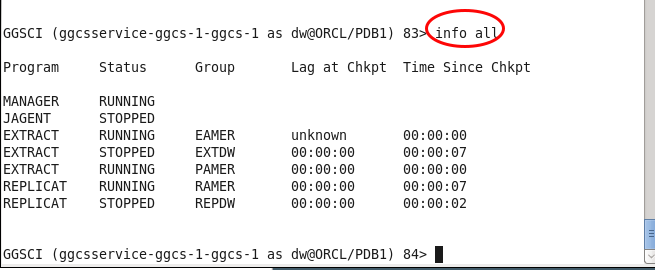 GGSCI (ggcsservice-ggcs-1-ggcs-1 as dw@ORCL/PDB1) 83> info all
Program     Status      Group       Lag at Chkpt  Time Since Chkpt
MANAGER     RUNNING
JAGENT      STOPPED
EXTRACT     RUNNING     EAMER       unknown       00:00:00
EXTRACT     STOPPED     EXTDW       00:00:00      00:00:07
EXTRACT     RUNNING     PAMER       00:00:00      00:00:00
REPLICAT    RUNNING     RAMER       00:00:00      00:00:07
REPLICAT    STOPPED     REPDW       00:00:00      00:00:02
GGSCI (ggcsservice-ggcs-1-ggcs-1 as dw@ORCL/PDB1) 84>